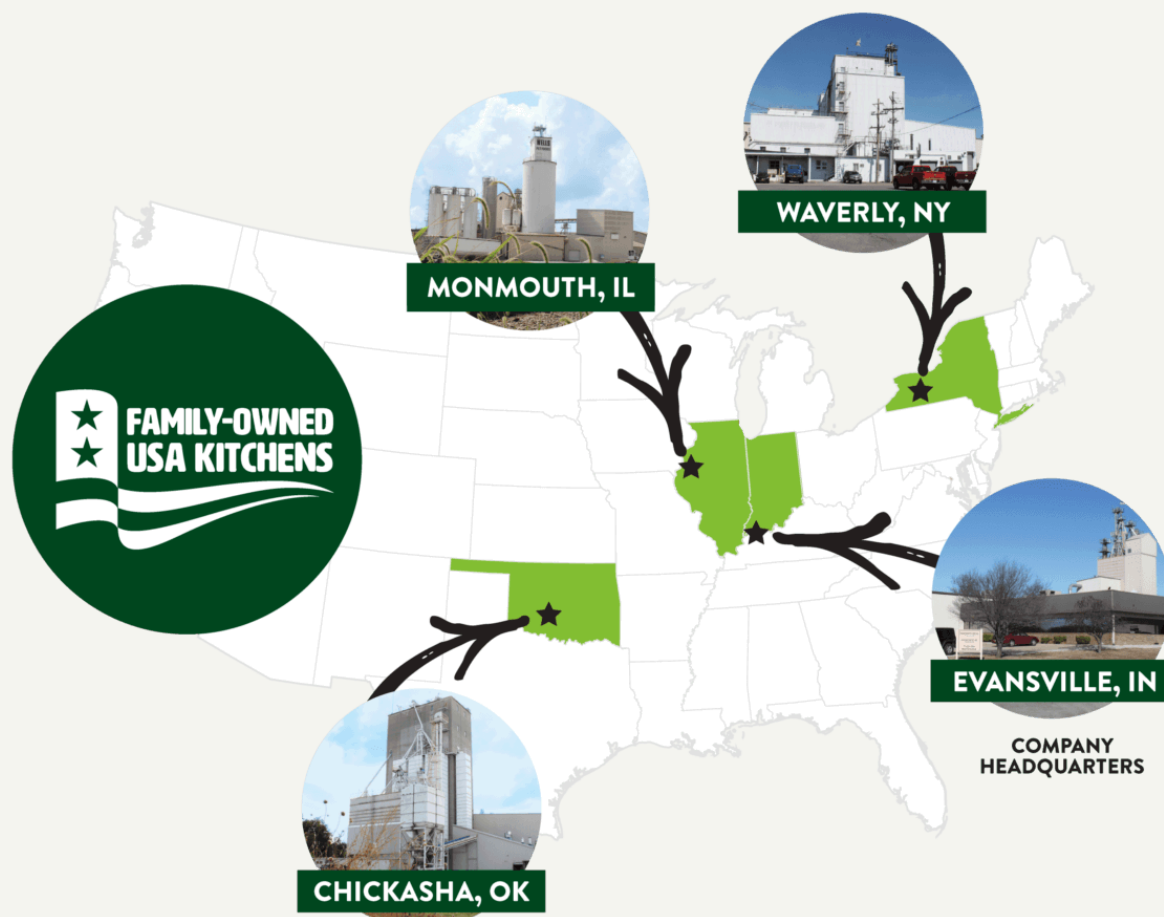 WAVERLY, NY
MONMOUTH, IL
FAMILY-OWNED
USA KITCHENS
EVANSVILLE, IN
COMPANY
HEADQUARTERS
CHICKASHA, OK